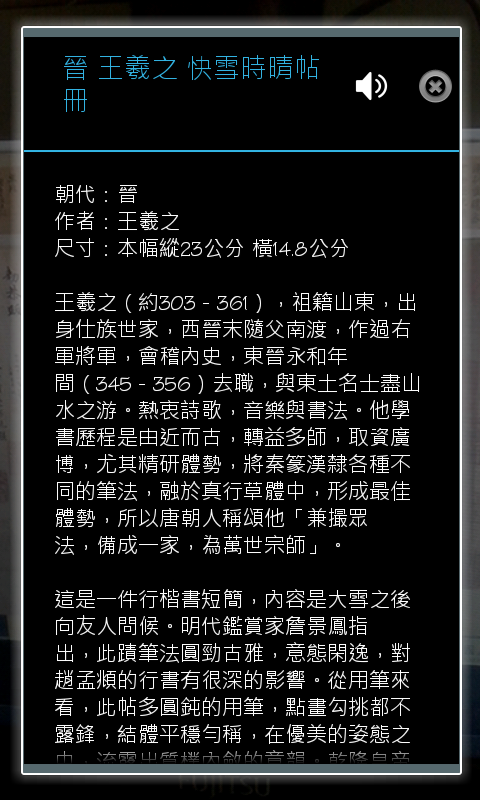 晉 王羲之 快雪時晴帖
冊
朝代：晉
作者：王羲之
尺寸：本幅縱23公分 橫14.8公分
王羲之（約303 - 361），祖籍山東，出
身仕族世家，西晉末隨父南渡，作過右
軍將軍，會稽內史，東晉永和年
間（345 - 356）去職，與東土名士盡山
水之游。熱衷詩歌，音樂與書法。他學
書歷程是由近而古，轉益多師，取資廣
博，尤其精研體勢，將秦篆漢隸各種不
同的筆法，融於真行草體中，形成最佳
體勢，所以唐朝人稱頌他「兼撮眾
法，備成一家，為萬世宗師」。
這是一件行楷書短簡，內容是大雪之後
向友人問候。明代鑑賞家詹景鳳指
出，此蹟筆法圓勁古雅，意態閑逸，對
趙孟頫的行書有很深的影響。從用筆來
看，此帖多圓鈍的用筆，點畫勾挑都不
露鋒，結體平穩勻稱，在優美的姿態之
中，流露出質樸內斂的意韻。乾隆皇帝
FUJITSU